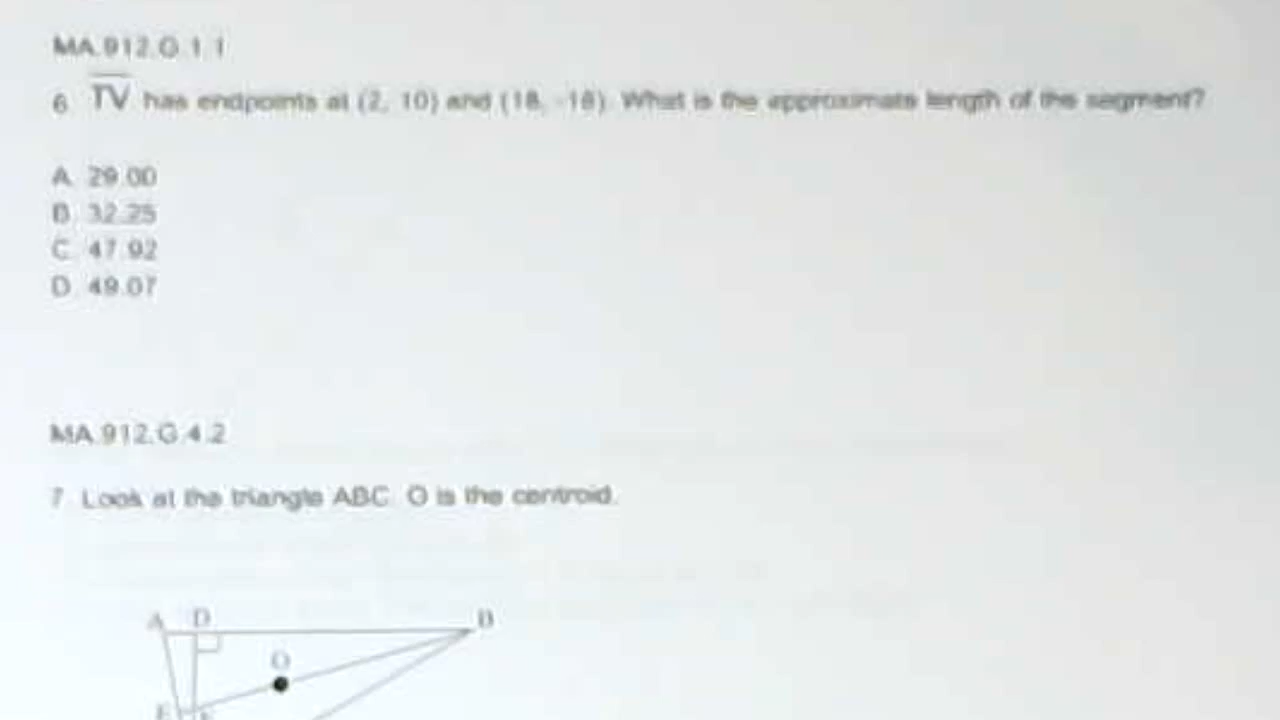 MA.912.G.1.1
6. TV has endpoints at (2, 10) and (18, -18). What is the approximate length of the segment?
A. 29.00
B. 32.25
C. 47.92
D. 49.07
MA.912.G.4.2
7. Look at the triangle ABC. O is the centroid.
A D B
O
E